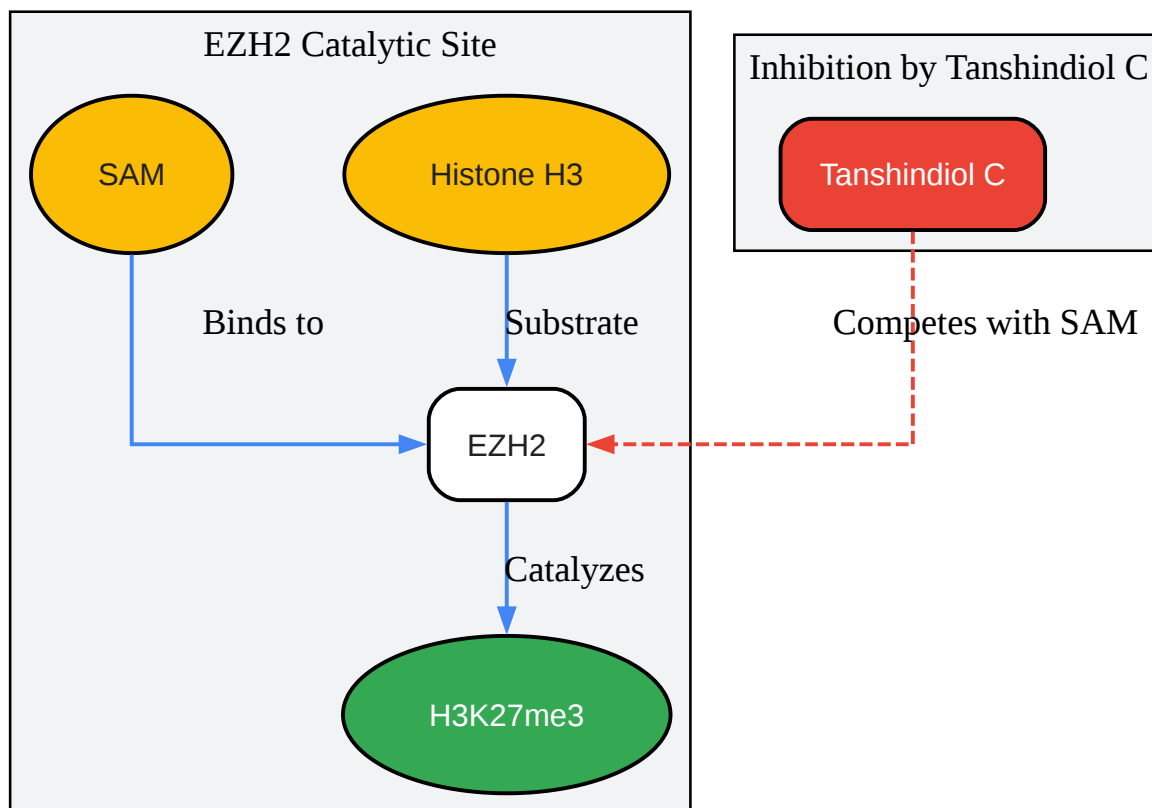 EZH2 Catalytic Site
Inhibition by Tanshindiol C
SAM
Histone H3
Tanshindiol C
Binds to
Substrate
Competes with SAM
EZH2
Catalyzes
H3K27me3